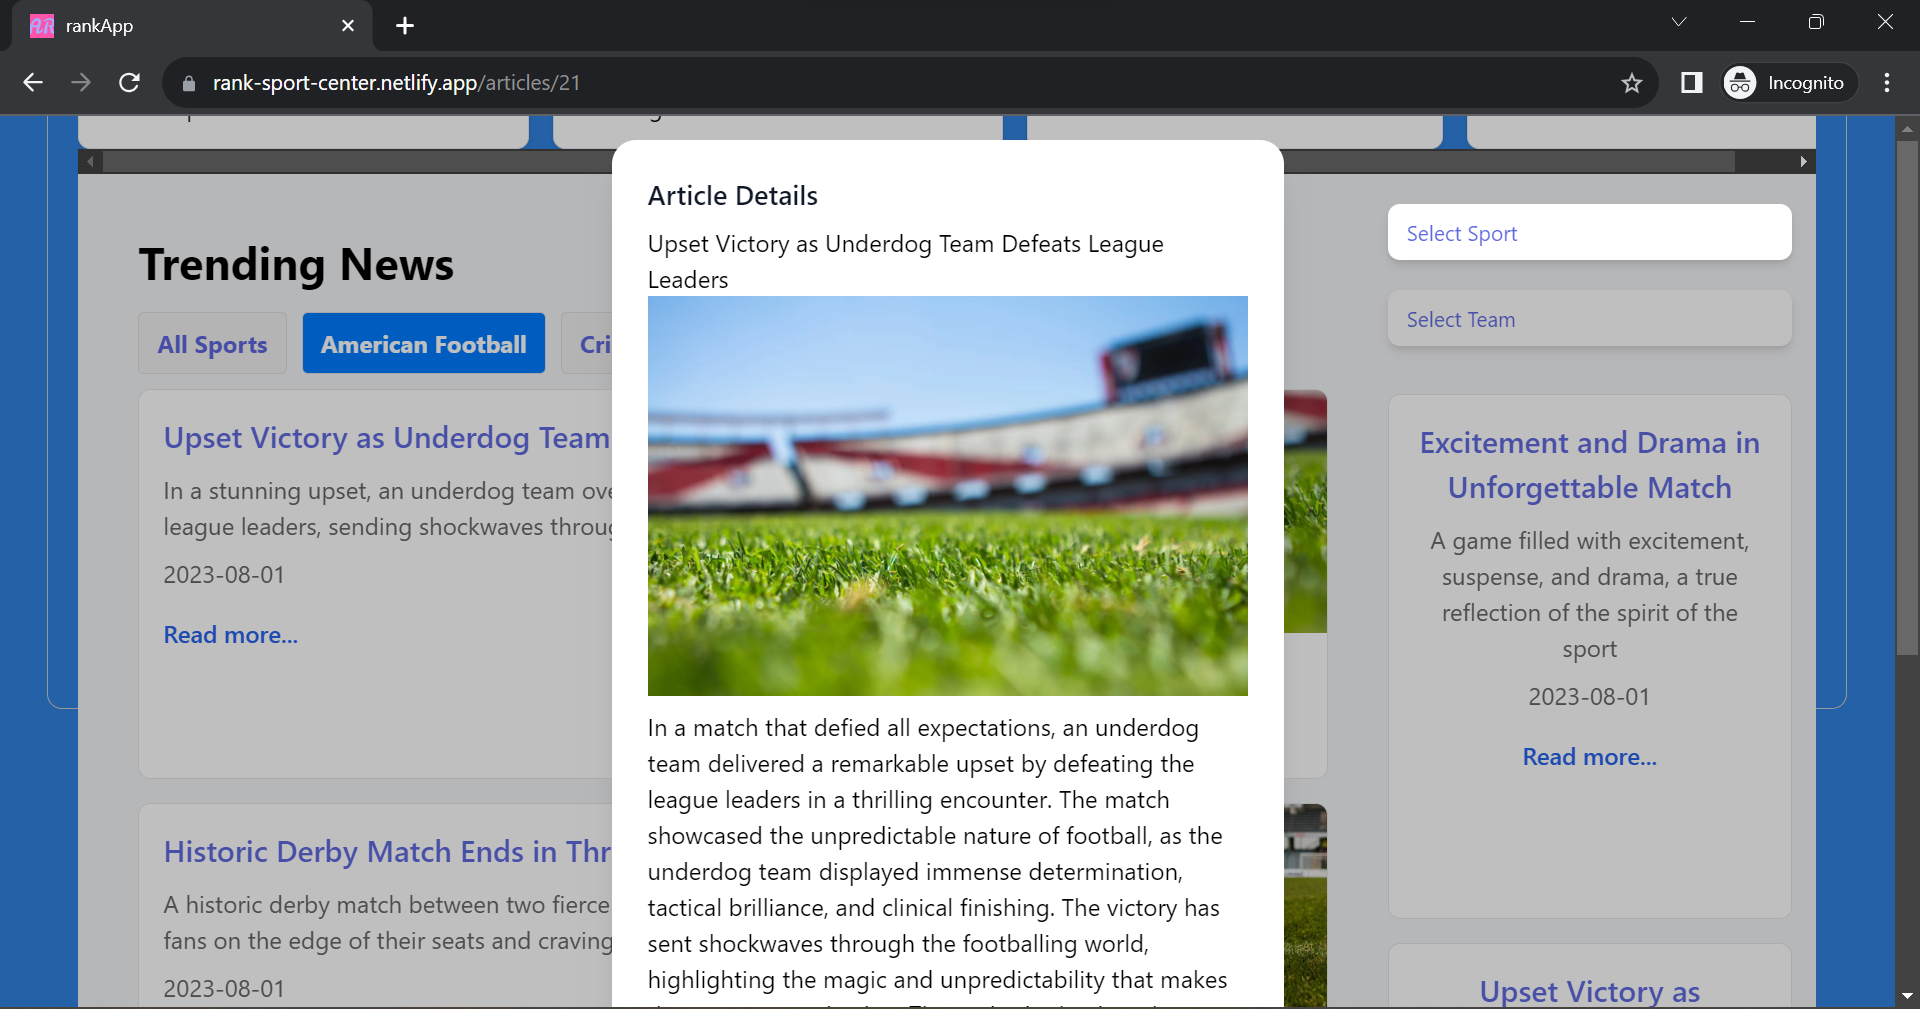 rankApp
rank-sport-center.netlify.app/articles/21
Incognito
Trending News
All Sports
American Football
Cri
Upset Victory as Underdog Team
In a stunning upset, an underdog team ove
league leaders, sending shockwaves throug
2023-08-01
Read more...
Historic Derby Match Ends in Thr
A historic derby match between two fierce
fans on the edge of their seats and craving
2023-08-01
Article Details
Upset Victory as Underdog Team Defeats League
Leaders
In a match that defied all expectations, an underdog
team delivered a remarkable upset by defeating the
league leaders in a thrilling encounter. The match
showcased the unpredictable nature of football, as the
underdog team displayed immense determination,
tactical brilliance, and clinical finishing. The victory has
sent shockwaves through the footballing world,
highlighting the magic and unpredictability that makes
Select Sport
Select Team
Excitement and Drama in
Unforgettable Match
A game filled with excitement,
suspense, and drama, a true
reflection of the spirit of the
sport
2023-08-01
Read more...
Upset Victory as